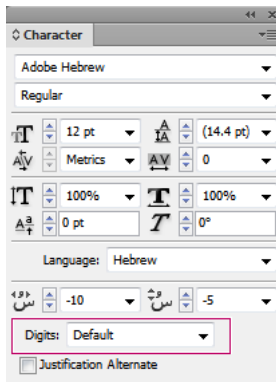 Character
Adobe Hebrew
Regular
12 pt (14.4 pt)
Metrics 0
100% 100%
0 pt 0°
Language: Hebrew
-10 -5
Digits: Default
Justification Alternate